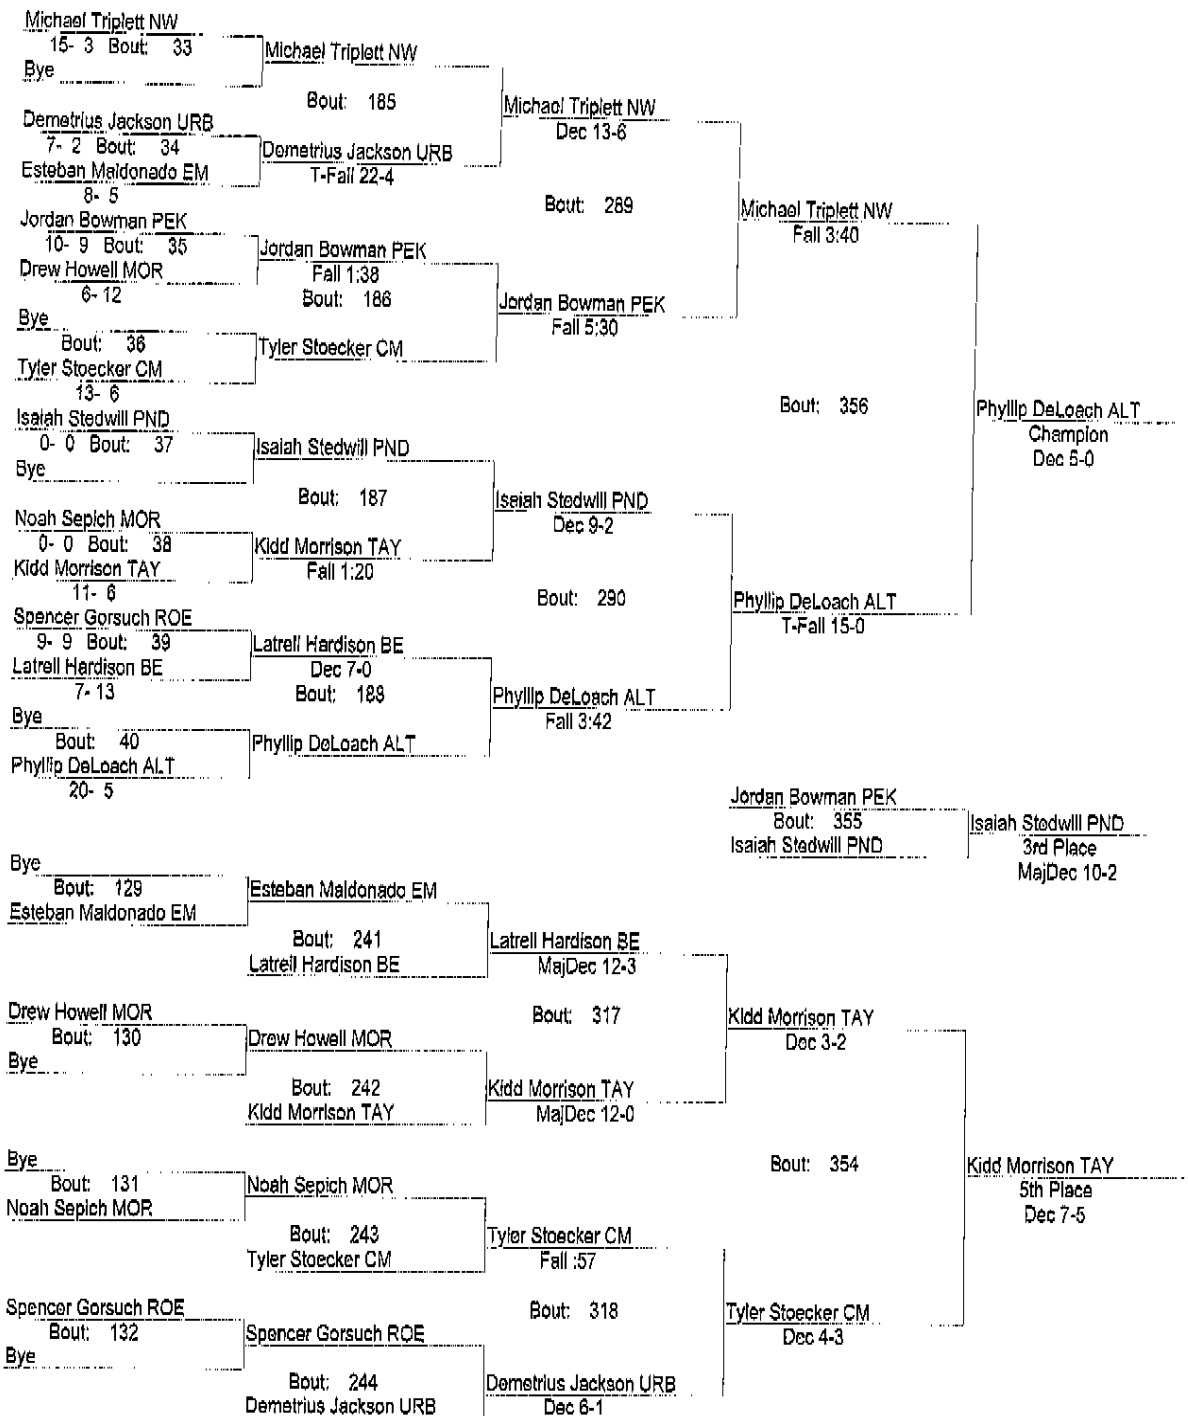 Michael Triplett NW
15- 3 Bout: 33
Bye
Michael Triplett NW
Bout: 185
Demetrius Jackson URB
7- 2 Bout: 34
Esteban Maldonado EM
8- 5
Demetrius Jackson URB
T-Fall 22-4
Michael Triplett NW
Dec 13-6
Bout: 289
Jordan Bowman PEK
10- 9 Bout: 35
Drew Howell MOR
6- 12
Jordan Bowman PEK
Fall 1:38
Bout: 186
Bye
Bout: 36
Tyler Stoecker CM
13- 6
Tyler Stoecker CM
Jordan Bowman PEK
Fall 5:30
Michael Triplett NW
Fall 3:40
Bout: 356
Isaiah Stedwill PND
0- 0 Bout: 37
Bye
Isaiah Stedwill PND
Bout: 187
Noah Sepich MOR
0- 0 Bout: 38
Kidd Morrison TAY
11- 6
Kidd Morrison TAY
Fall 1:20
Isaiah Stedwill PND
Dec 9-2
Bout: 290
Spencer Gorsuch ROE
9- 9 Bout: 39
Latrell Hardison BE
7- 13
Latrell Hardison BE
Dec 7-0
Bout: 188
Bye
Bout: 40
Phyllip DeLoach ALT
20- 5
Phyllip DeLoach ALT
Phyllip DeLoach ALT
Fall 3:42
Phyllip DeLoach ALT
T-Fall 15-0
Phyllip DeLoach ALT
Champion
Dec 5-0
Jordan Bowman PEK
Bout: 355
Isaiah Stedwill PND
Isaiah Stedwill PND
3rd Place
MajDec 10-2
Bye
Bout: 129
Esteban Maldonado EM
Esteban Maldonado EM
Bout: 241
Latrell Hardison BE
Latrell Hardison BE
MajDec 12-3
Bout: 317
Drew Howell MOR
Bout: 130
Bye
Drew Howell MOR
Bout: 242
Kidd Morrison TAY
Kidd Morrison TAY
MajDec 12-0
Kidd Morrison TAY
Dec 3-2
Bout: 354
Bye
Bout: 131
Noah Sepich MOR
Noah Sepich MOR
Bout: 243
Tyler Stoecker CM
Tyler Stoecker CM
Fall :57
Bout: 318
Spencer Gorsuch ROE
Bout: 132
Bye
Spencer Gorsuch ROE
Bout: 244
Demetrius Jackson URB
Demetrius Jackson URB
Dec 6-1
Tyler Stoecker CM
Dec 4-3
Kidd Morrison TAY
5th Place
Dec 7-5